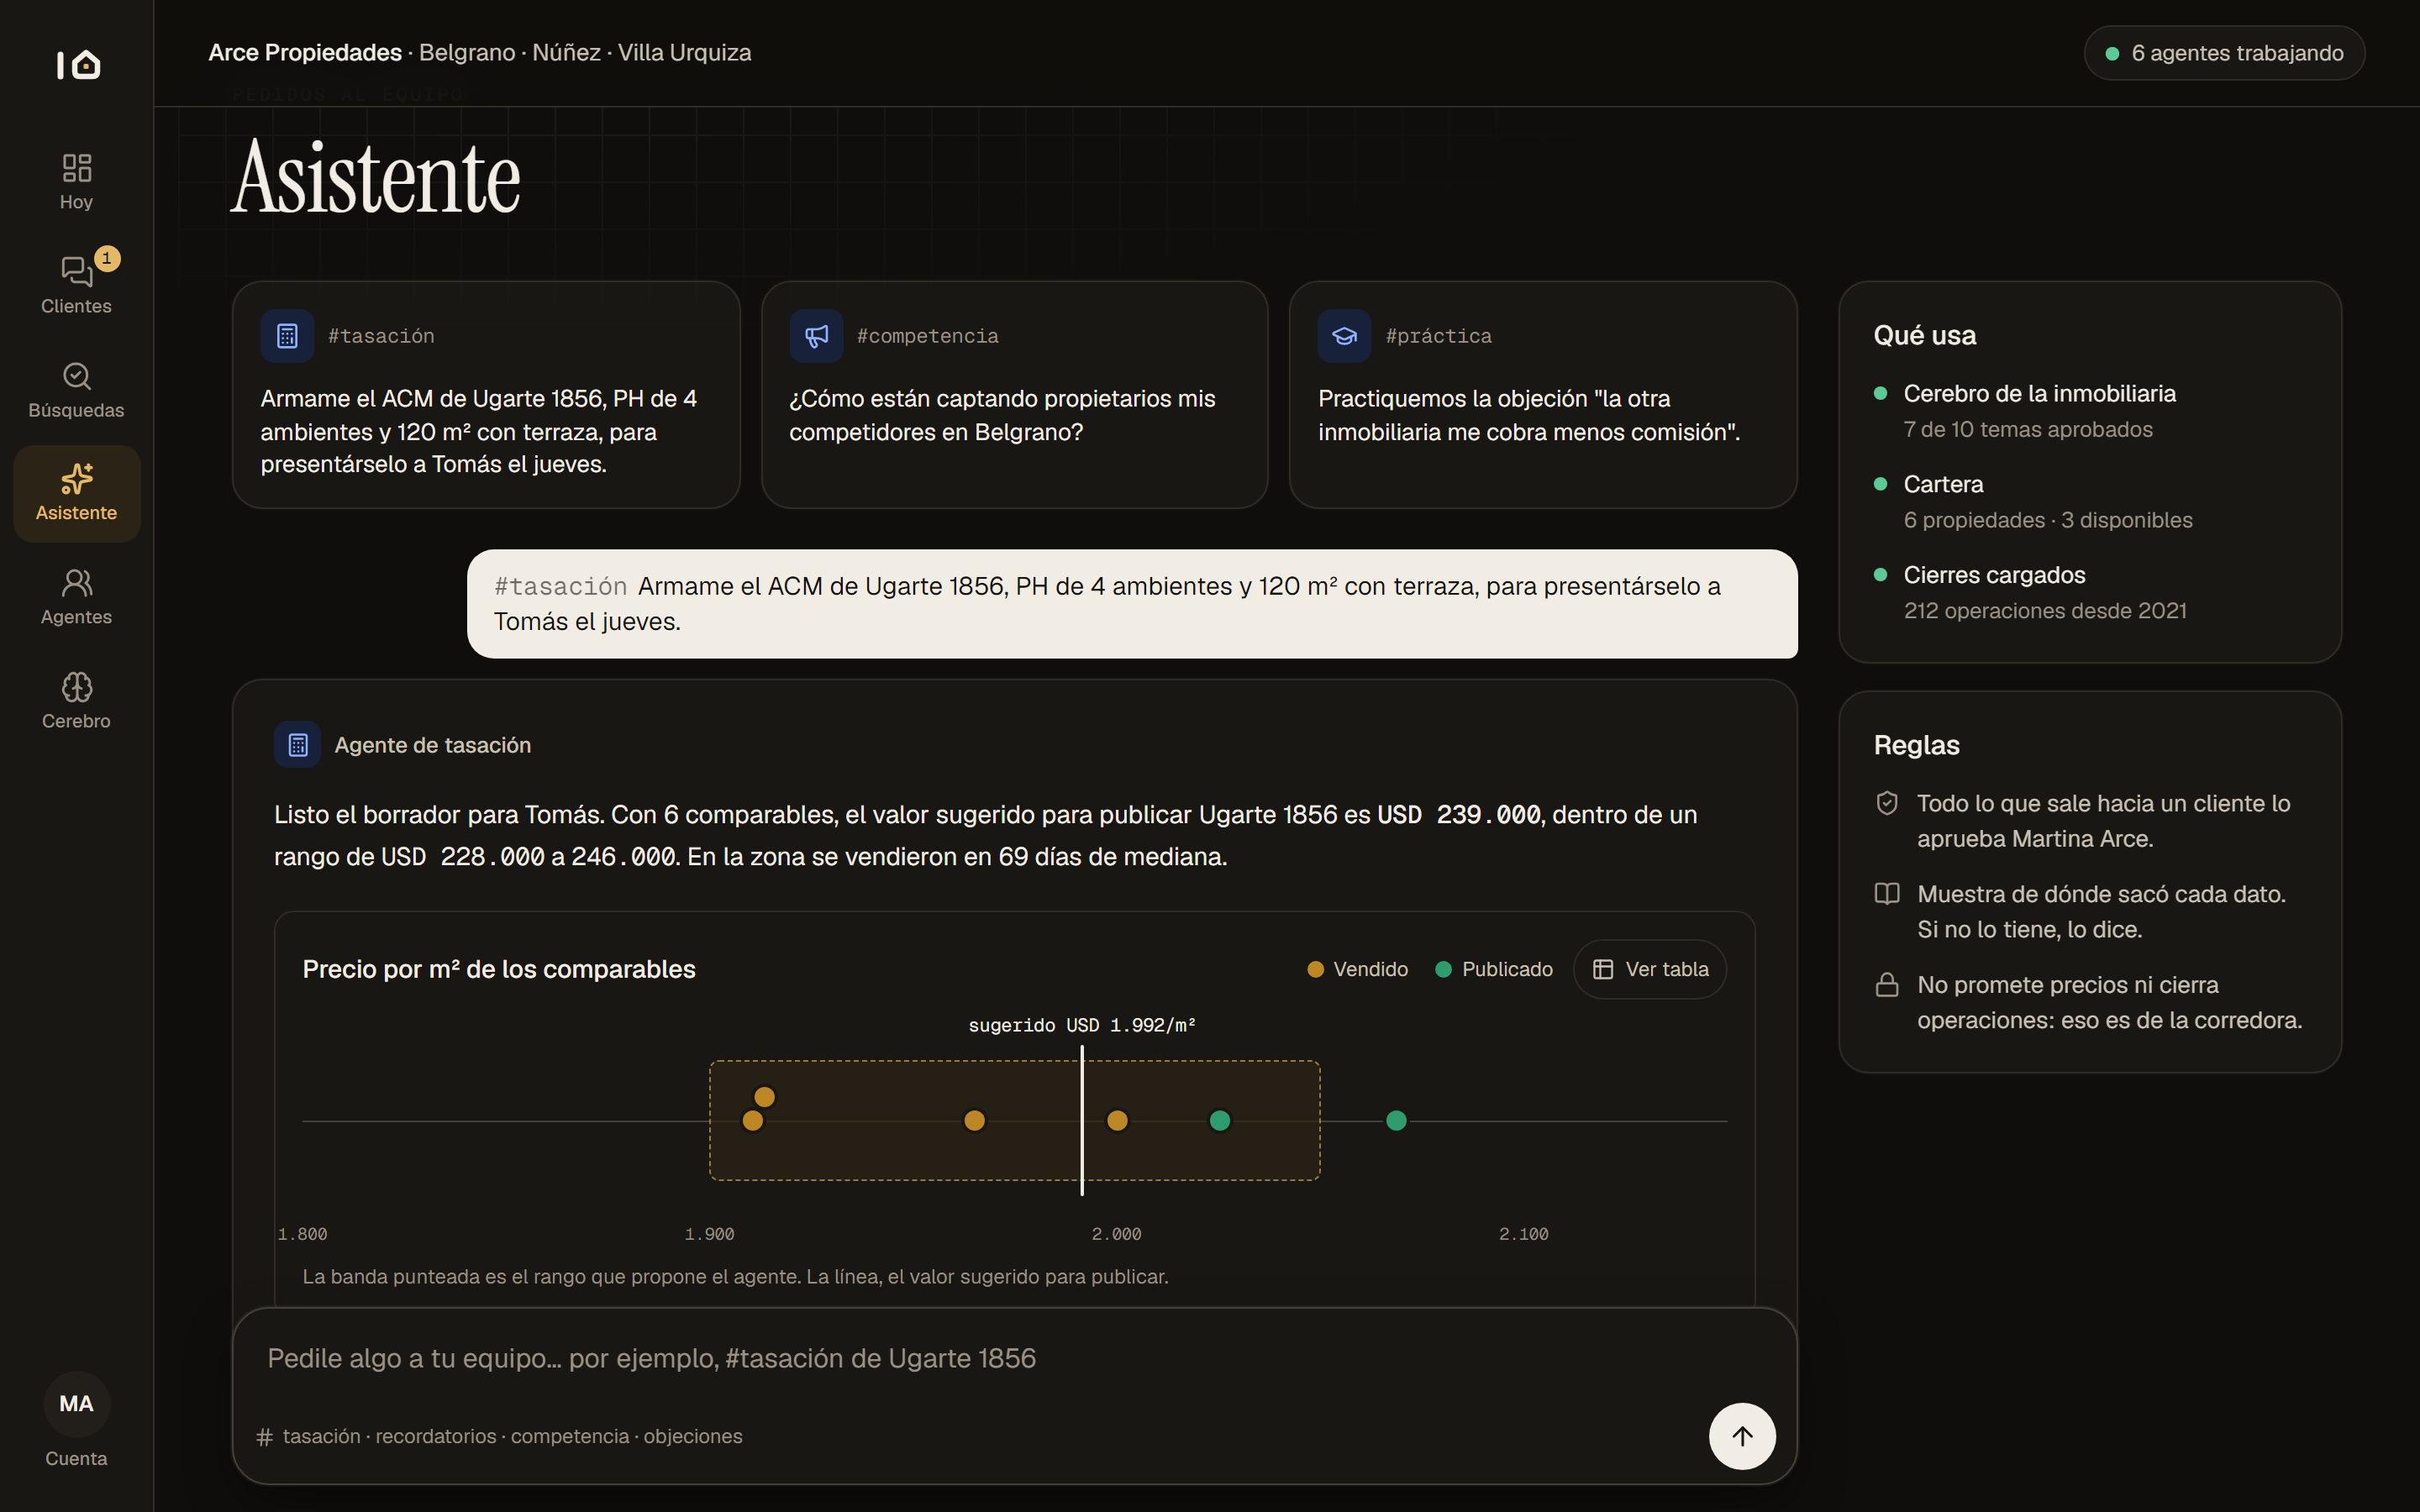 Arce Propiedades · Belgrano · Núñez · Villa Urquiza
6 agentes trabajando
Hoy
1
Clientes
Búsquedas
Asistente
Agentes
Cerebro
MA
Cuenta
PEDIDOS AL EQUIPO
Asistente
#tasación
Armame el ACM de Ugarte 1856, PH de 4
ambientes y 120 m² con terraza, para
presentárselo a Tomás el jueves.
#competencia
¿Cómo están captando propietarios mis
competidores en Belgrano?
#práctica
Practiquemos la objeción "la otra
inmobiliaria me cobra menos comisión".
#tasación Armame el ACM de Ugarte 1856, PH de 4 ambientes y 120 m² con terraza, para presentárselo a
Tomás el jueves.
Agente de tasación
Listo el borrador para Tomás. Con 6 comparables, el valor sugerido para publicar Ugarte 1856 es USD 239.000, dentro de un
rango de USD 228.000 a 246.000. En la zona se vendieron en 69 días de mediana.
Precio por m² de los comparables
Vendido
Publicado
Ver tabla
sugerido USD 1.992/m²
1.800
1.900
2.000
2.100
La banda punteada es el rango que propone el agente. La línea, el valor sugerido para publicar.
Pedile algo a tu equipo... por ejemplo, #tasación de Ugarte 1856
# tasación · recordatorios · competencia · objeciones
Qué usa
Cerebro de la inmobiliaria
7 de 10 temas aprobados
Cartera
6 propiedades · 3 disponibles
Cierres cargados
212 operaciones desde 2021
Reglas
Todo lo que sale hacia un cliente lo
aprueba Martina Arce.
Muestra de dónde sacó cada dato.
Si no lo tiene, lo dice.
No promete precios ni cierra
operaciones: eso es de la corredora.